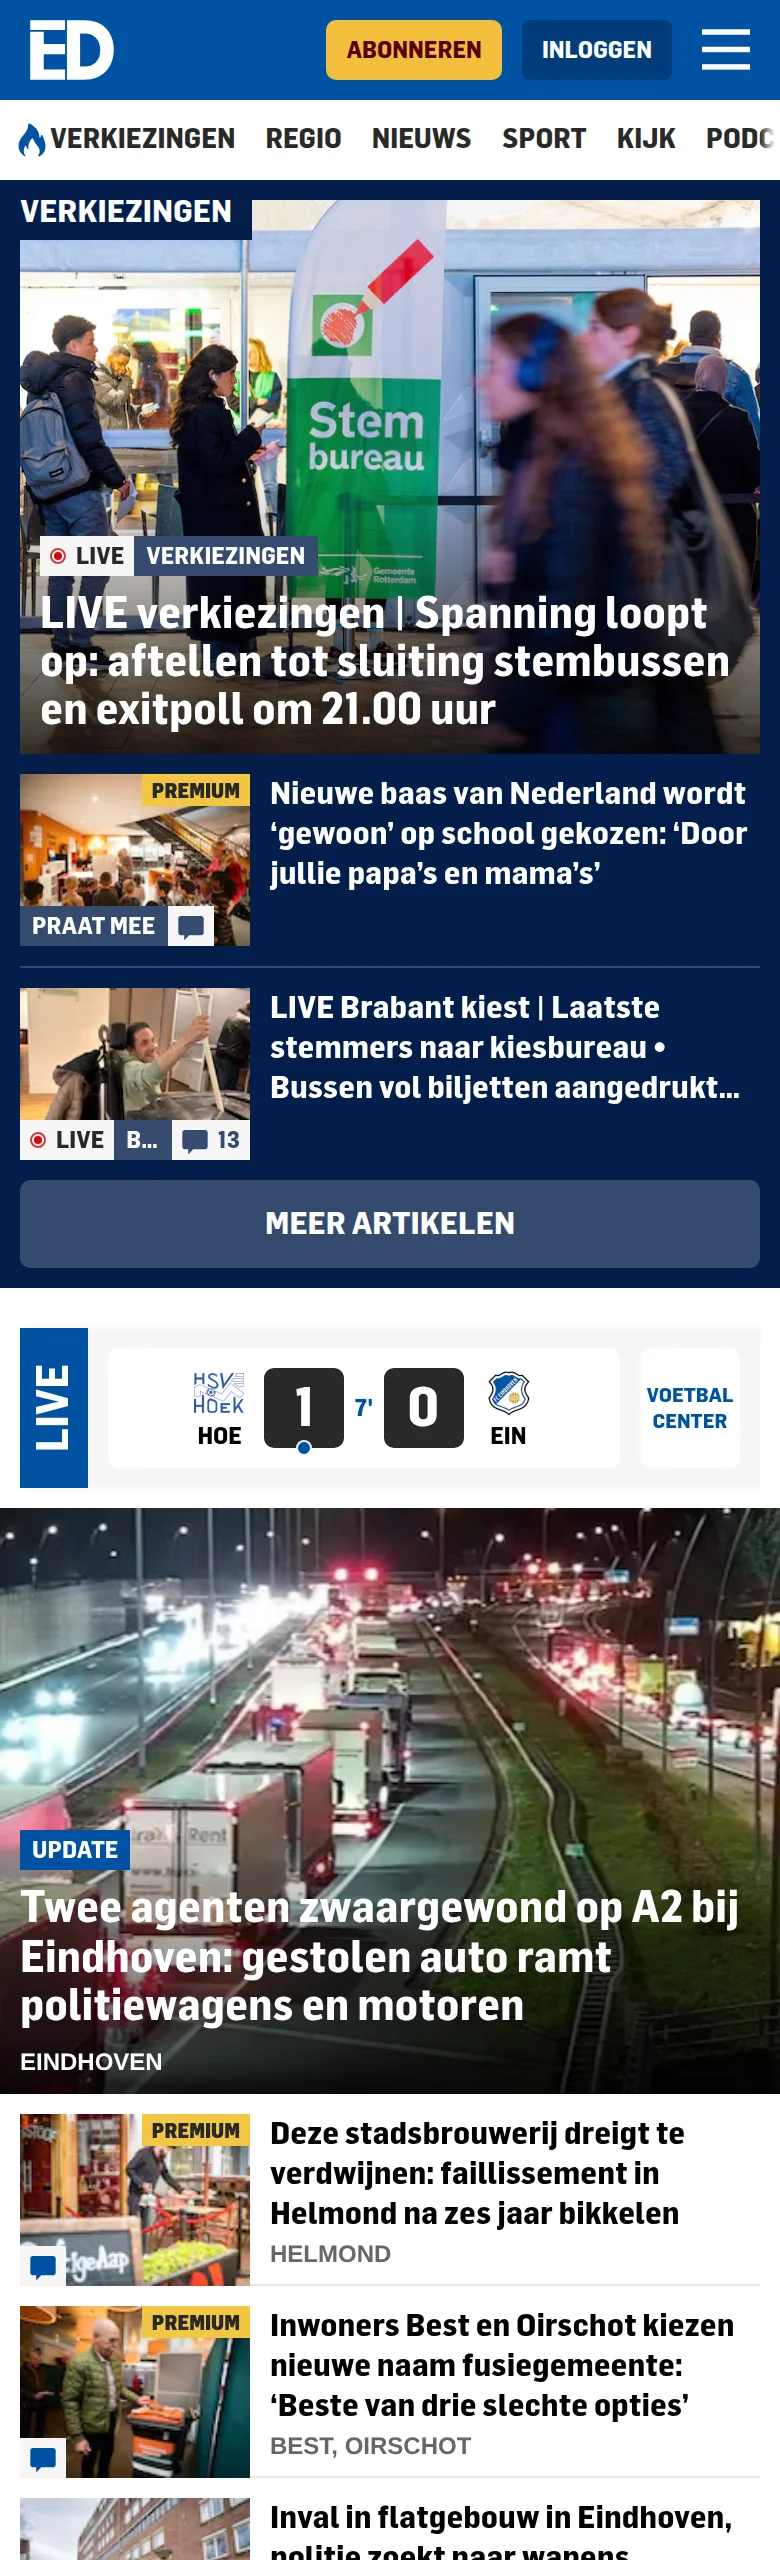 ED
ABONNEREN
INLOGGEN
VERKIEZINGEN REGIO NIEUWS SPORT KIJK PODC
VERKIEZINGEN
Stem
bureau
Gemeente
Rotterdam
LIVE VERKIEZINGEN
LIVE verkiezingen | Spanning loopt
op: aftellen tot sluiting stembussen
en exitpoll om 21.00 uur
PREMIUM
PRAAT MEE
Nieuwe baas van Nederland wordt
‘gewoon’ op school gekozen: ‘Door
jullie papa’s en mama’s’
LIVE B... 13
LIVE Brabant kiest | Laatste
stemmers naar kiesbureau •
Bussen vol biljetten aangedrukt...
MEER ARTIKELEN
LIVE
HSV
HOEK
HOE
1 7' 0
EIN
VOETBAL
CENTER
Rent
UPDATE
Twee agenten zwaargewond op A2 bij
Eindhoven: gestolen auto ramt
politiewagens en motoren
EINDHOVEN
PREMIUM
Deze stadsbrouwerij dreigt te
verdwijnen: faillissement in
Helmond na zes jaar bikkelen
HELMOND
PREMIUM
Inwoners Best en Oirschot kiezen
nieuwe naam fusiegemeente:
‘Beste van drie slechte opties’
BEST, OIRSCHOT
Inval in flatgebouw in Eindhoven,
politie zoekt naar wapens